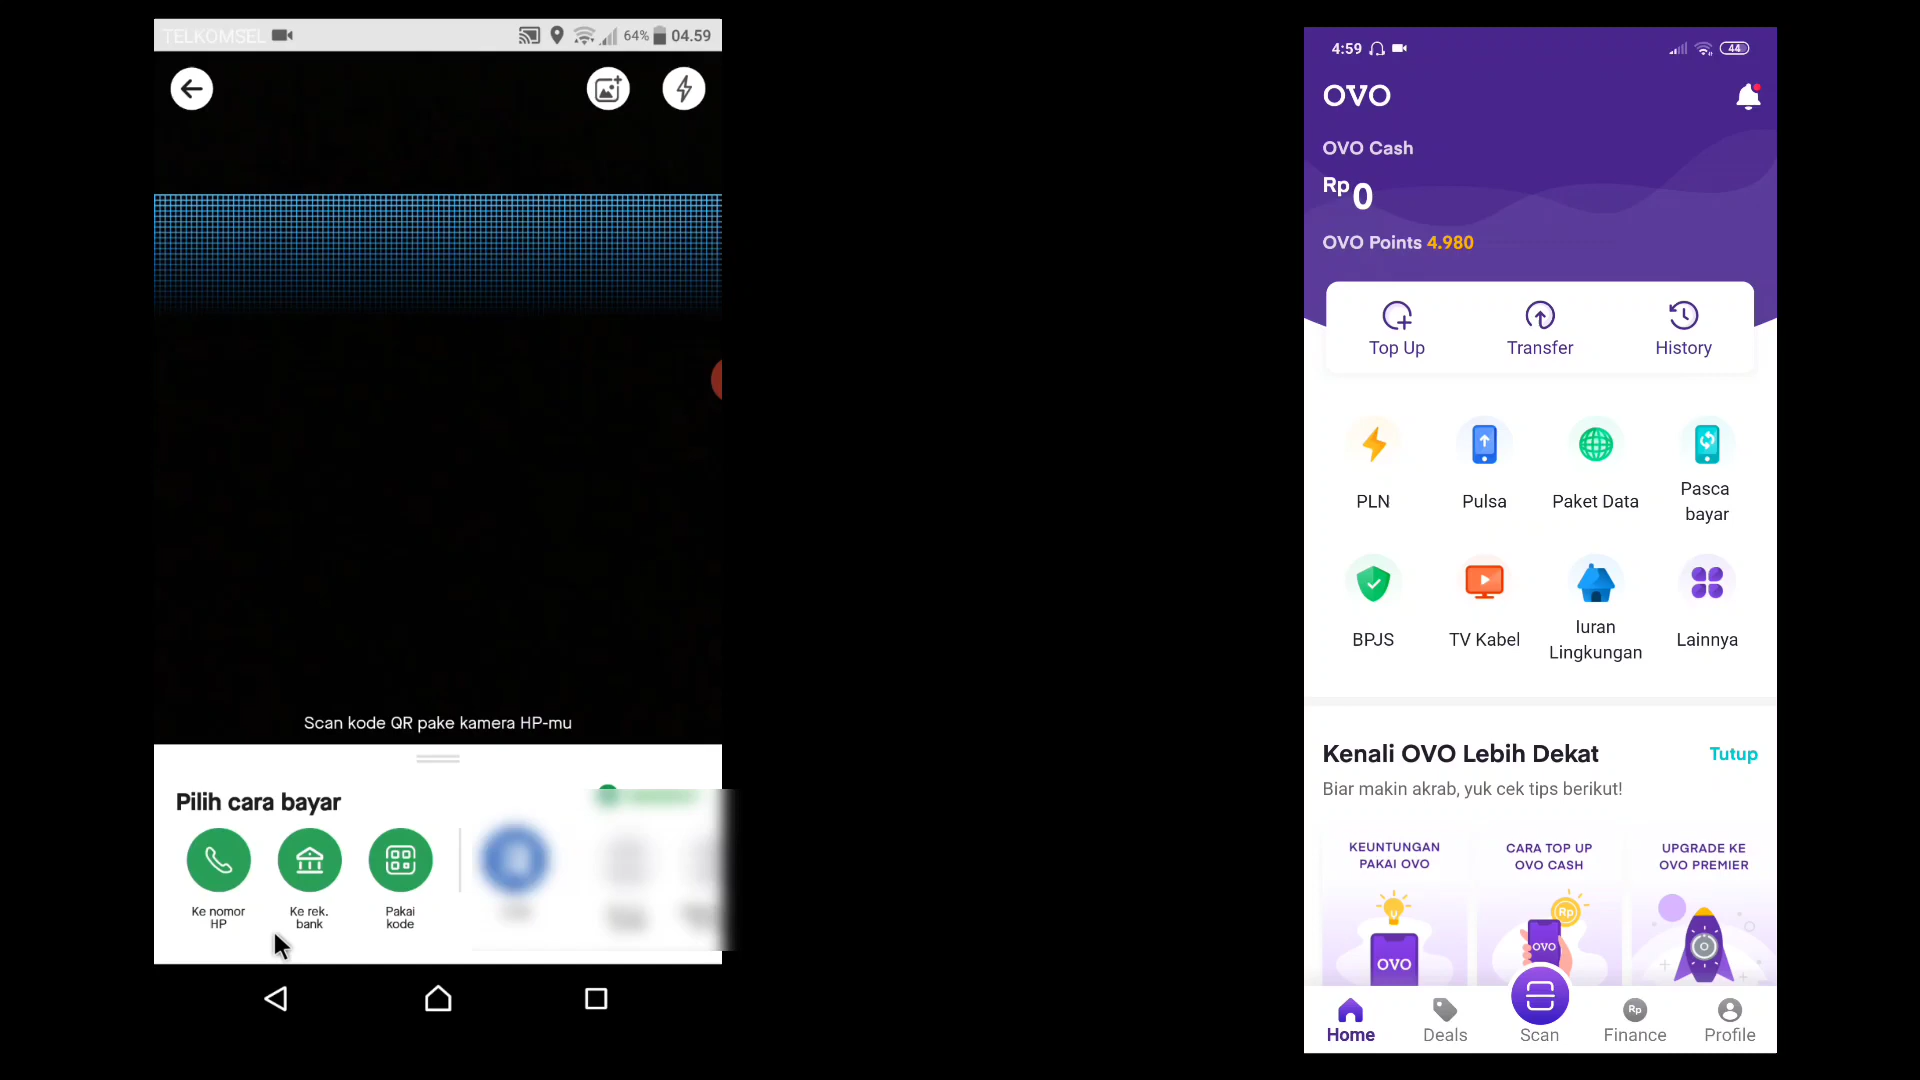 TELKOMSEL
64%
04.59
Scan kode QR pake kamera HP-mu
Pilih cara bayar
Ke nomor
HP
Ke rek.
bank
Pakai
kode
4:59
44
OVO
OVO Cash
Rp 0
OVO Points 4.980
Top Up
Transfer
History
PLN
Pulsa
Paket Data
Pasca
bayar
BPJS
TV Kabel
Iuran
Lingkungan
Lainnya
Kenali OVO Lebih Dekat
Tutup
Biar makin akrab, yuk cek tips berikut!
KEUNTUNGAN
PAKAI OVO
CARA TOP UP
OVO CASH
UPGRADE KE
OVO PREMIER
OVO
Rp
OVO
Home
Deals
Scan
Rp
Finance
Profile